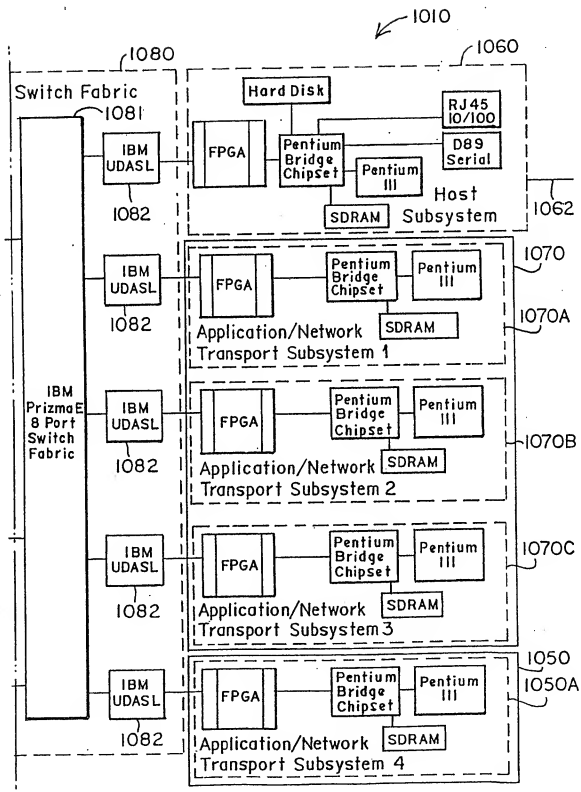 1010
1080
1060
Switch Fabric
1081
Hard Disk
RJ45
10/100
IBM
UDASL
FPGA
Pentium
Bridge
Chipset
D89
Serial
Pentium
III
1082
Host
Subsystem
1062
SDRAM
IBM
UDASL
FPGA
Pentium
Bridge
Chipset
Pentium
III
1070
1082
SDRAM
1070A
Application/Network
Transport Subsystem 1
IBM
PrizmaE
8 Port
Switch
Fabric
IBM
UDASL
FPGA
Pentium
Bridge
Chipset
Pentium
III
1082
SDRAM
1070B
Application/Network
Transport Subsystem 2
IBM
UDASL
FPGA
Pentium
Bridge
Chipset
Pentium
III
1070C
1082
SDRAM
Application/Network
Transport Subsystem 3
IBM
UDASL
FPGA
Pentium
Bridge
Chipset
Pentium
III
1050
1050A
1082
SDRAM
Application/Network
Transport Subsystem 4